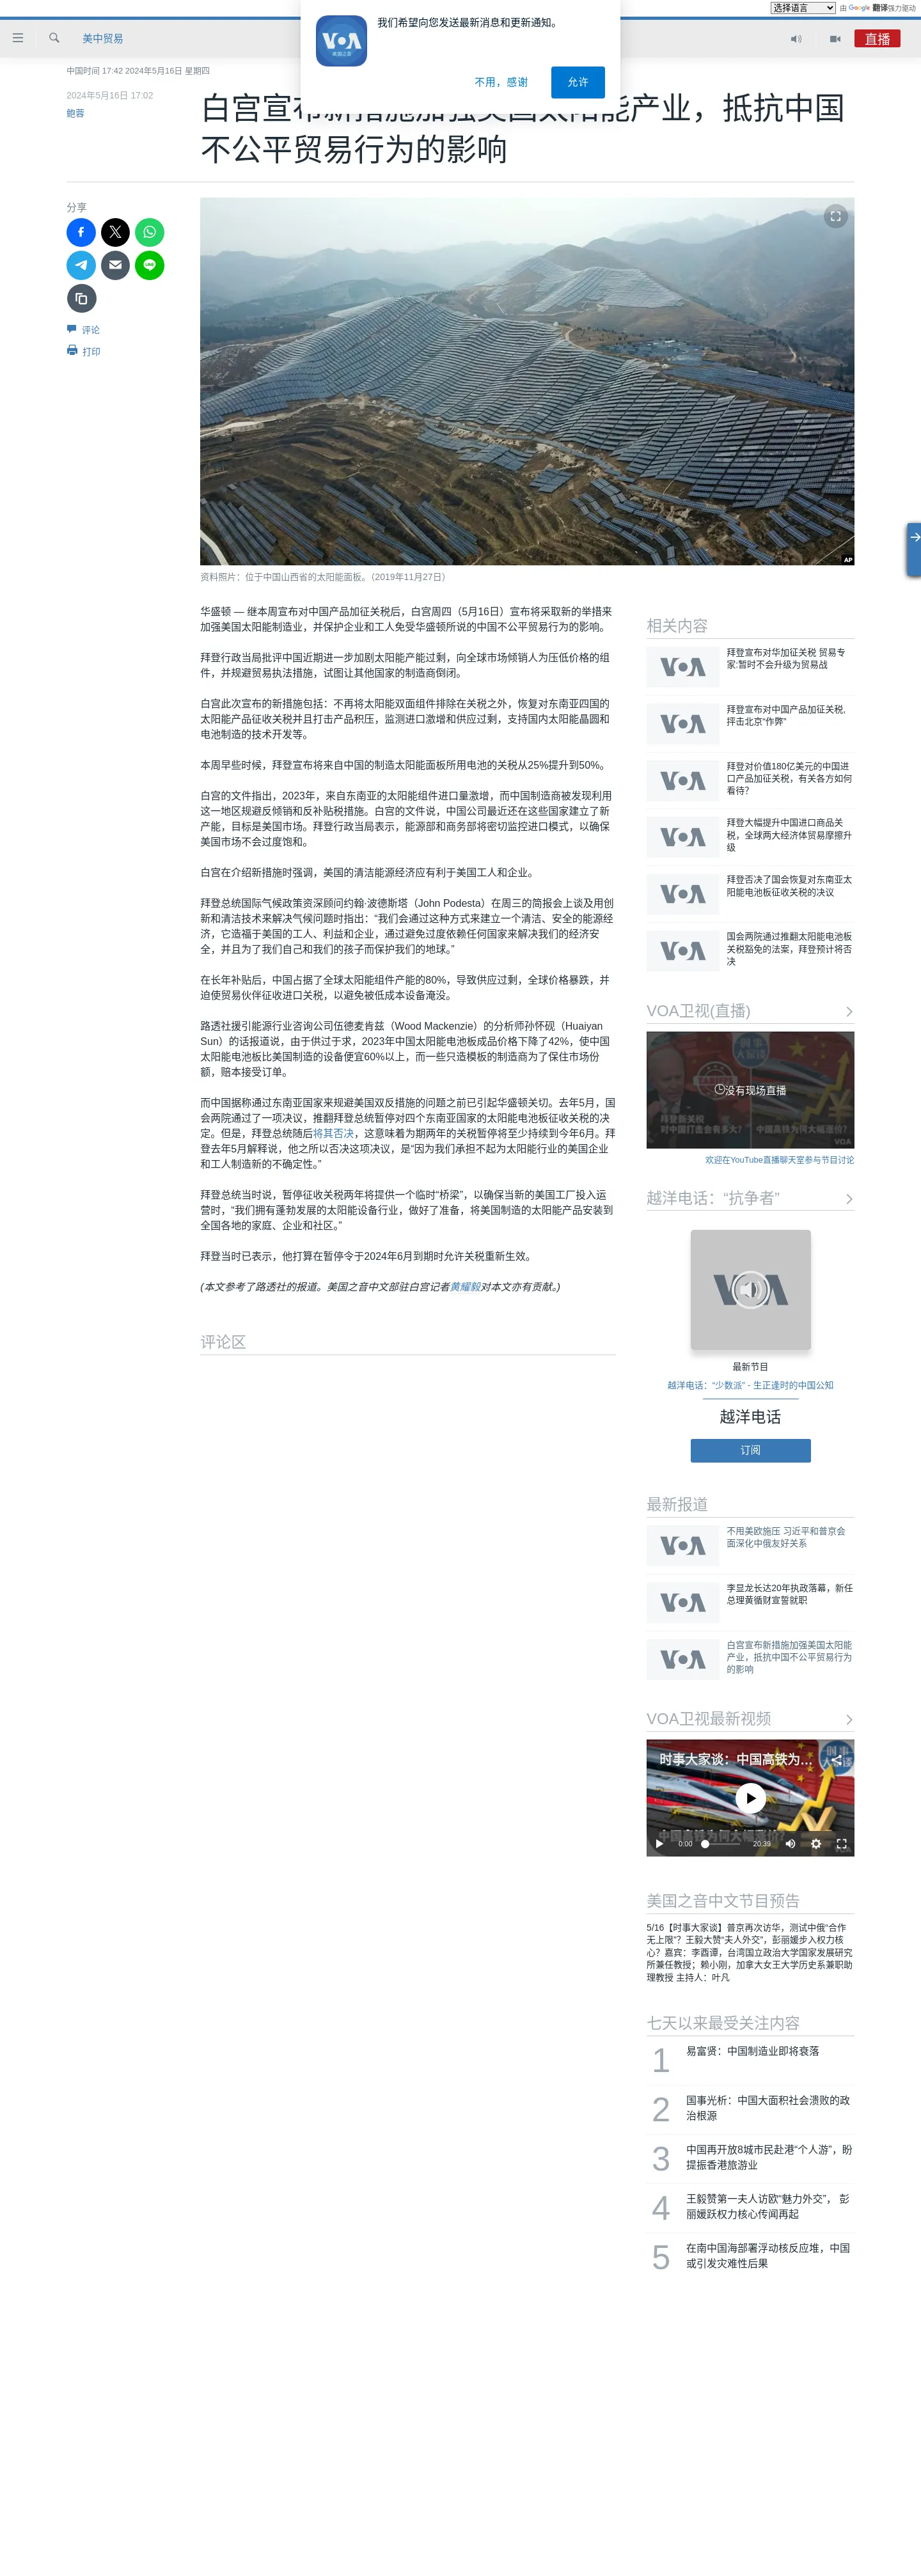 选择语言 由 Google 翻译强力驱动
我们希望向您发送最新消息和更新通知。
VOA
美国之音
不用，感谢
允许
美中贸易
直播
中国时间 17:42 2024年5月16日 星期四
2024年5月16日 17:02
鲍蓉
白宫宣布新措施加强美国太阳能产业，抵抗中国
不公平贸易行为的影响
分享
LINE
评论
打印
AP
资料照片：位于中国山西省的太阳能面板。（2019年11月27日）
华盛顿 — 继本周宣布对中国产品加征关税后，白宫周四（5月16日）宣布将采取新的举措来
加强美国太阳能制造业，并保护企业和工人免受华盛顿所说的中国不公平贸易行为的影响。
拜登行政当局批评中国近期进一步加剧太阳能产能过剩，向全球市场倾销人为压低价格的组
件，并规避贸易执法措施，试图让其他国家的制造商倒闭。
白宫此次宣布的新措施包括：不再将太阳能双面组件排除在关税之外，恢复对东南亚四国的
太阳能产品征收关税并且打击产品积压，监测进口激增和供应过剩，支持国内太阳能晶圆和
电池制造的技术开发等。
本周早些时候，拜登宣布将来自中国的制造太阳能面板所用电池的关税从25%提升到50%。
白宫的文件指出，2023年，来自东南亚的太阳能组件进口量激增，而中国制造商被发现利用
这一地区规避反倾销和反补贴税措施。白宫的文件说，中国公司最近还在这些国家建立了新
产能，目标是美国市场。拜登行政当局表示，能源部和商务部将密切监控进口模式，以确保
美国市场不会过度饱和。
白宫在介绍新措施时强调，美国的清洁能源经济应有利于美国工人和企业。
拜登总统国际气候政策资深顾问约翰·波德斯塔（John Podesta）在周三的简报会上谈及用创
新和清洁技术来解决气候问题时指出：“我们会通过这种方式来建立一个清洁、安全的能源经
济，它造福于美国的工人、利益和企业，通过避免过度依赖任何国家来解决我们的经济安
全，并且为了我们自己和我们的孩子而保护我们的地球。”
在长年补贴后，中国占据了全球太阳能组件产能的80%，导致供应过剩，全球价格暴跌，并
迫使贸易伙伴征收进口关税，以避免被低成本设备淹没。
路透社援引能源行业咨询公司伍德麦肯兹（Wood Mackenzie）的分析师孙怀砚（Huaiyan
Sun）的话报道说，由于供过于求，2023年中国太阳能电池板成品价格下降了42%，使中国
太阳能电池板比美国制造的设备便宜60%以上，而一些只造模板的制造商为了保住市场份
额，赔本接受订单。
而中国据称通过东南亚国家来规避美国双反措施的问题之前已引起华盛顿关切。去年5月，国
会两院通过了一项决议，推翻拜登总统暂停对四个东南亚国家的太阳能电池板征收关税的决
定。但是，拜登总统随后将其否决，这意味着为期两年的关税暂停将至少持续到今年6月。拜
登去年5月解释说，他之所以否决这项决议，是“因为我们承担不起为太阳能行业的美国企业
和工人制造新的不确定性。”
拜登总统当时说，暂停征收关税两年将提供一个临时“桥梁”，以确保当新的美国工厂投入运
营时，“我们拥有蓬勃发展的太阳能设备行业，做好了准备，将美国制造的太阳能产品安装到
全国各地的家庭、企业和社区。”
拜登当时已表示，他打算在暂停令于2024年6月到期时允许关税重新生效。
(本文参考了路透社的报道。美国之音中文部驻白宫记者黄耀毅对本文亦有贡献。)
评论区
相关内容
VOA
拜登宣布对华加征关税 贸易专
家:暂时不会升级为贸易战
VOA
拜登宣布对中国产品加征关税,
抨击北京“作弊”
VOA
拜登对价值180亿美元的中国进
口产品加征关税，有关各方如何
看待？
VOA
拜登大幅提升中国进口商品关
税，全球两大经济体贸易摩擦升
级
VOA
拜登否决了国会恢复对东南亚太
阳能电池板征收关税的决议
VOA
国会两院通过推翻太阳能电池板
关税豁免的法案，拜登预计将否
决
VOA卫视(直播)
时事
大家谈
没有现场直播
拜登新关税
对中国打击会有多大？
中国高铁为何大幅涨价？
VOA
欢迎在YouTube直播聊天室参与节目讨论
越洋电话：“抗争者”
VOA
最新节目
越洋电话：“少数派” - 生正逢时的中国公知
越洋电话
订阅
最新报道
VOA
不甩美欧施压 习近平和普京会
面深化中俄友好关系
VOA
李显龙长达20年执政落幕，新任
总理黄循财宣誓就职
VOA
白宫宣布新措施加强美国太阳能
产业，抵抗中国不公平贸易行为
的影响
VOA卫视最新视频
时事大家谈：中国高铁为...
时事
大家谈
中国高铁为何大幅涨价？
0:00
20:39
VOA
美国之音中文节目预告
5/16【时事大家谈】普京再次访华，测试中俄“合作
无上限”？王毅大赞“夫人外交”，彭丽媛步入权力核
心？嘉宾：李酉谭，台湾国立政治大学国家发展研究
所兼任教授；赖小刚，加拿大女王大学历史系兼职助
理教授 主持人：叶凡
七天以来最受关注内容
1 易富贤：中国制造业即将衰落
2 国事光析：中国大面积社会溃败的政
治根源
3 中国再开放8城市民赴港“个人游”，盼
提振香港旅游业
4 王毅赞第一夫人访欧“魅力外交”， 彭
丽媛跃权力核心传闻再起
5 在南中国海部署浮动核反应堆，中国
或引发灾难性后果